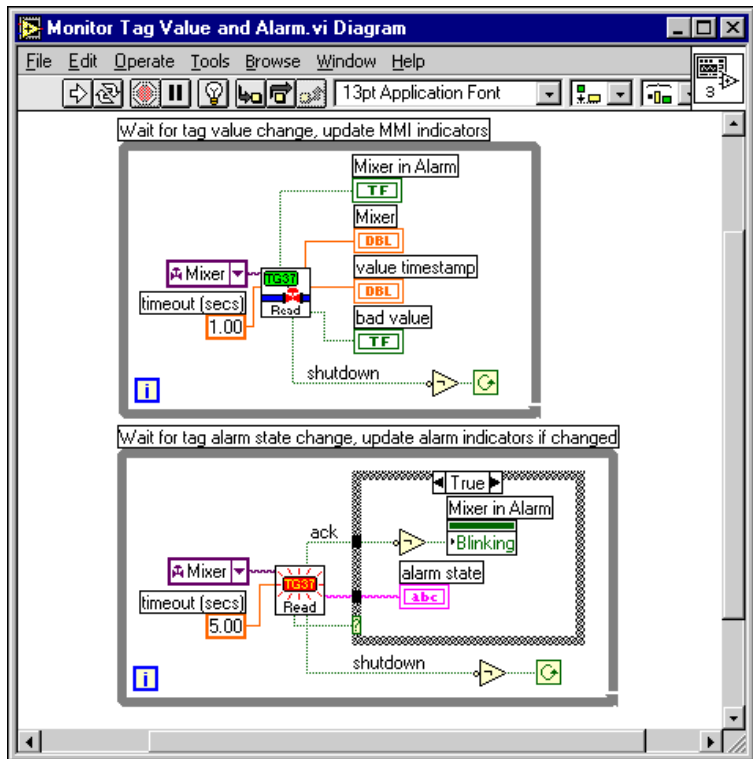 Monitor Tag Value and Alarm.vi Diagram
File Edit Operate Tools Browse Window Help
13pt Application Font
3
Wait for tag value change, update MMI indicators
Mixer in Alarm
TF
Mixer
DBL
Mixer
value timestamp
TG37
DBL
timeout (secs)
Read
1.00
bad value
TF
shutdown
i
Wait for tag alarm state change, update alarm indicators if changed
True
Mixer in Alarm
ack
Blinking
Mixer
alarm state
TG37
abc
timeout (secs)
Read
5.00
?
shutdown
i